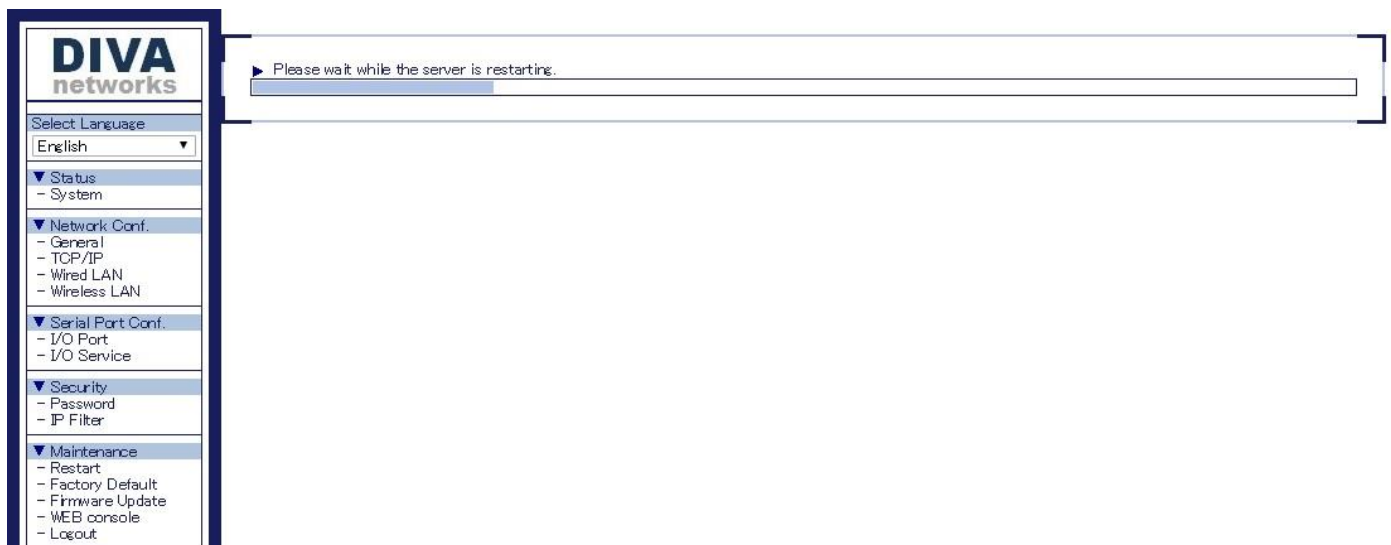 DIVA
networks
Select Language
English
▼ Status
- System
▼ Network Conf.
- General
- TCP/IP
- Wired LAN
- Wireless LAN
▼ Serial Port Conf.
- I/O Port
- I/O Service
▼ Security
- Password
- IP Filter
▼ Maintenance
- Restart
- Factory Default
- Firmware Update
- WEB console
- Logout
► Please wait while the server is restarting.